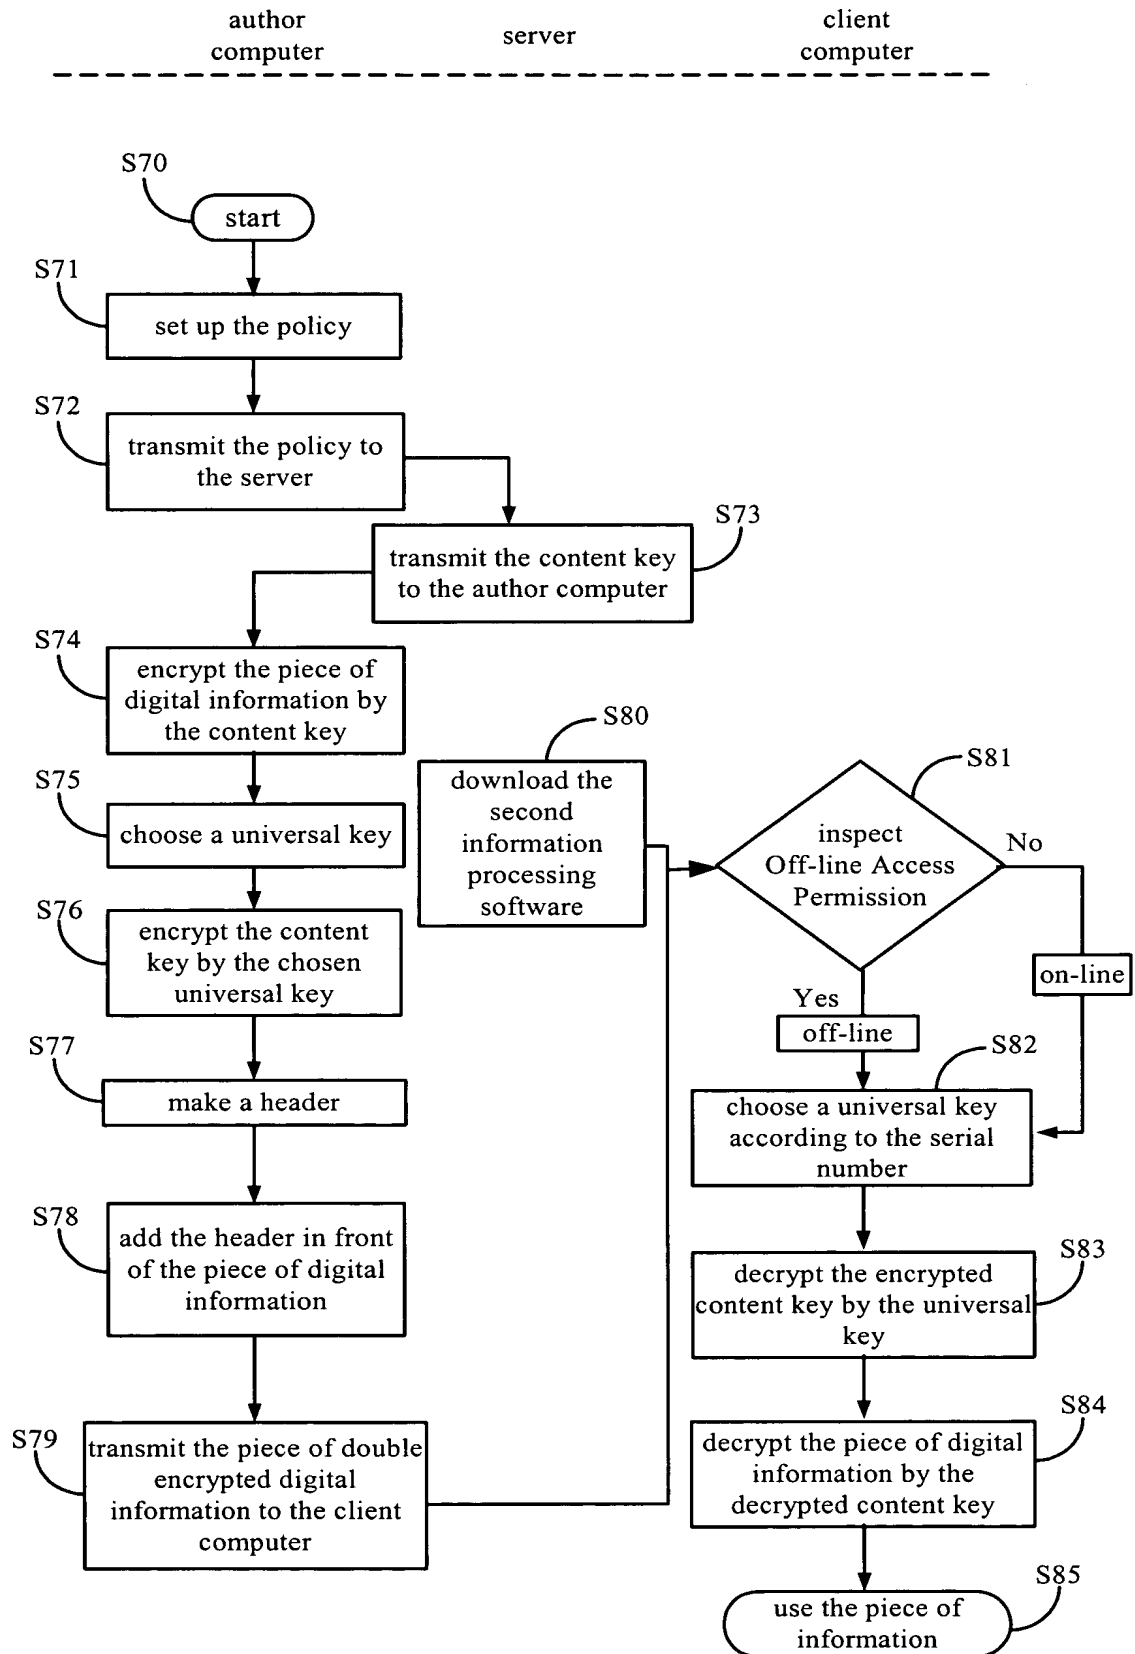 author
computer
server
client
computer
S70
start
S71
set up the policy
S72
transmit the policy to
the server
S73
transmit the content key
to the author computer
S74
encrypt the piece of
digital information by
the content key
S75
choose a universal key
S76
encrypt the content
key by the chosen
universal key
S77
make a header
S78
add the header in front
of the piece of digital
information
S79
transmit the piece of double
encrypted digital
information to the client
computer
S80
download the
second
information
processing
software
S81
inspect
Off-line Access
Permission
No
on-line
Yes
off-line
S82
choose a universal key
according to the serial
number
S83
decrypt the encrypted
content key by the universal
key
S84
decrypt the piece of digital
information by the
decrypted content key
S85
use the piece of
information